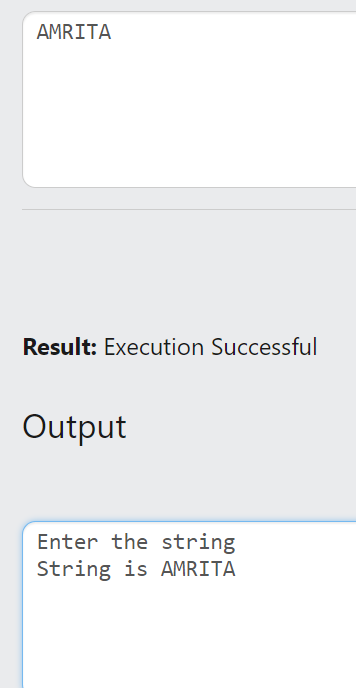 AMRITA
Result: Execution Successful
Output
Enter the string
String is AMRITA